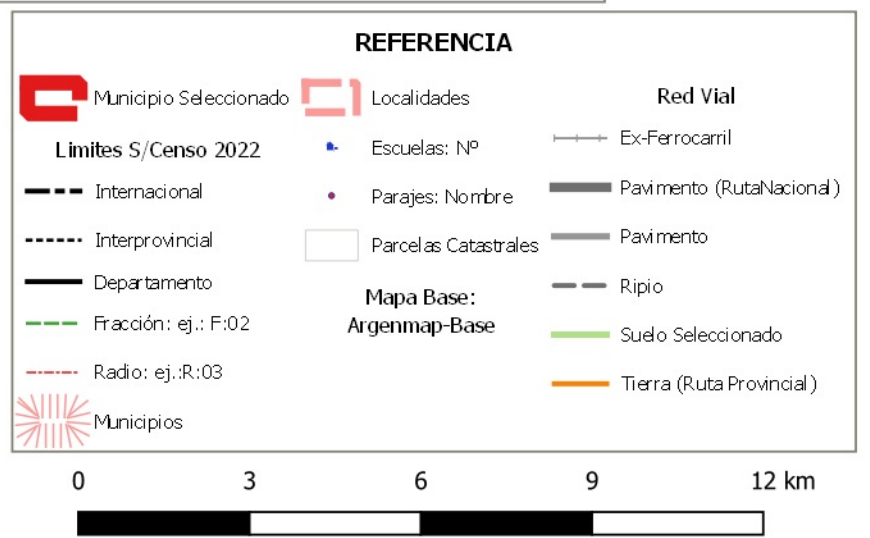 REFERENCIA
Municipio Seleccionado
Limites S/Censo 2022
Internacional
Interprovincial
Departamento
Fracción: ej.: F:02
Radio: ej.:R:03
Municipios
Localidades
Escuelas: Nº
Parajes: Nombre
Parcelas Catastrales
Mapa Base:
Argenmap-Base
Red Vial
Ex-Ferrocarril
Pavimento (RutaNacional)
Pavimento
Ripio
Suelo Seleccionado
Tierra (Ruta Provincial)
0 3 6 9 12 km